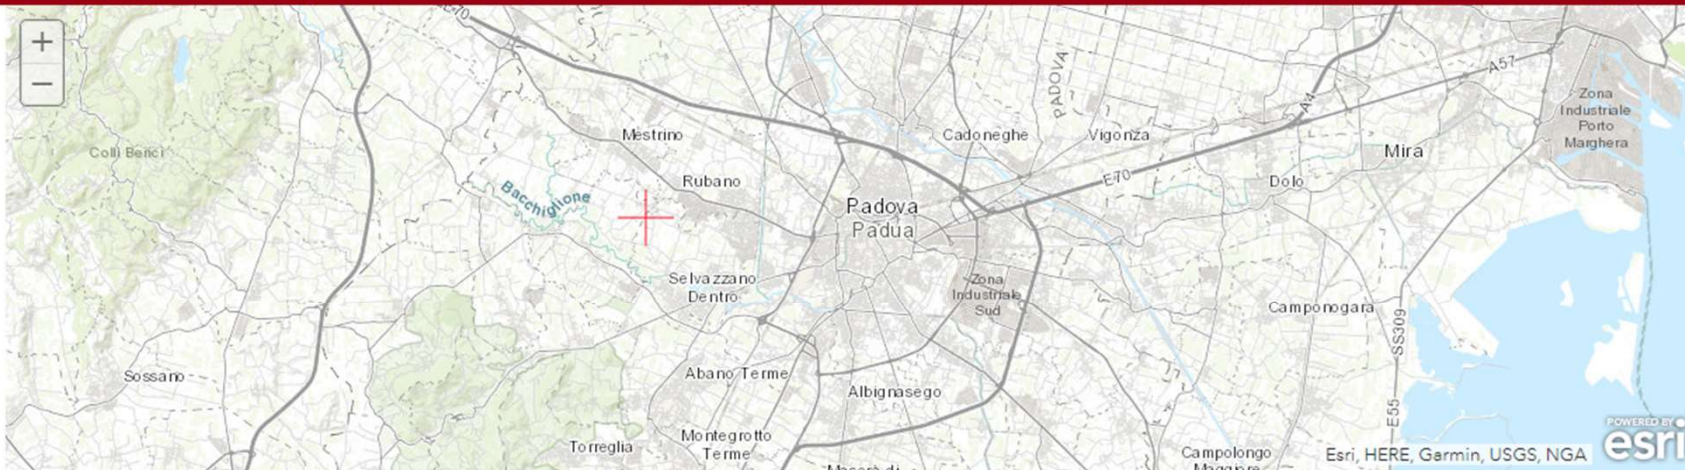 +
−
E70
A57
PADOVA
A4
Zona
Industriale
Porto
Marghera
Mestrino
Cadoneghe
Vigonza
Colli Berici
Mira
Rubano
E70
Dolo
Bacchiglione
Padova
Padua
Selvazzano
Dentro
Zona
Industriale
Sud
Camponogara
SS309
Sossano
Abano Terme
Albignasego
E55
Torreglia
Montegrotto
Terme
Campolongo
Maggiore
POWERED BY
esri
Esri, HERE, Garmin, USGS, NGA